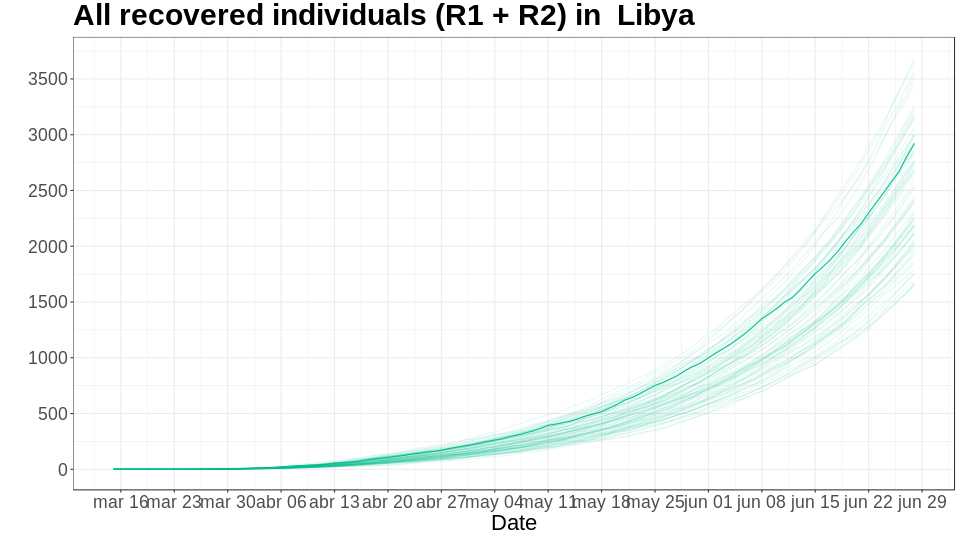 All recovered individuals (R1 + R2) in  Libya
3500
3000
2500
2000
1500
1000
500
0
mar 16 mar 23 mar 30 abr 06 abr 13 abr 20 abr 27 may 04 may 11 may 18 may 25 jun 01 jun 08 jun 15 jun 22 jun 29
Date